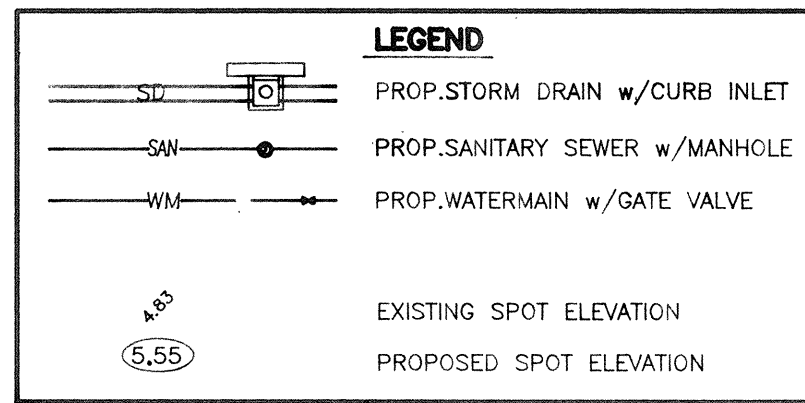 LEGEND
SD PROP.STORM DRAIN w/CURB INLET
SAN PROP.SANITARY SEWER w/MANHOLE
WM PROP.WATERMAIN w/GATE VALVE
4.83 EXISTING SPOT ELEVATION
5.55 PROPOSED SPOT ELEVATION